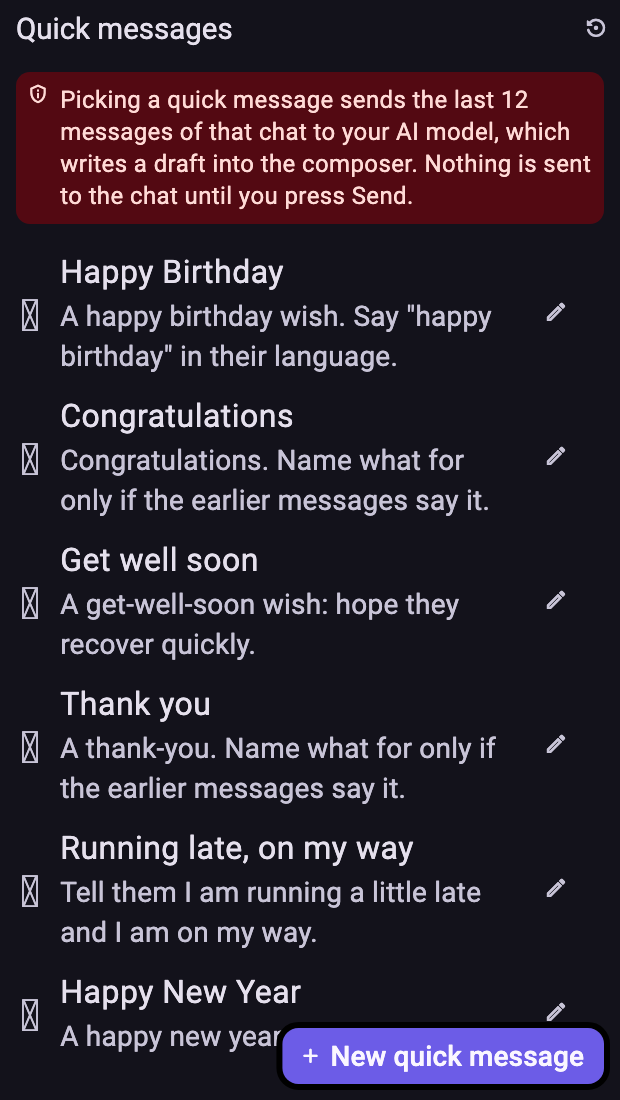 Quick messages
Picking a quick message sends the last 12
messages of that chat to your AI model, which
writes a draft into the composer. Nothing is sent
to the chat until you press Send.
Happy Birthday
A happy birthday wish. Say "happy
birthday" in their language.
Congratulations
Congratulations. Name what for
only if the earlier messages say it.
Get well soon
A get-well-soon wish: hope they
recover quickly.
Thank you
A thank-you. Name what for only if
the earlier messages say it.
Running late, on my way
Tell them I am running a little late
and I am on my way.
Happy New Year
A happy new year
+ New quick message